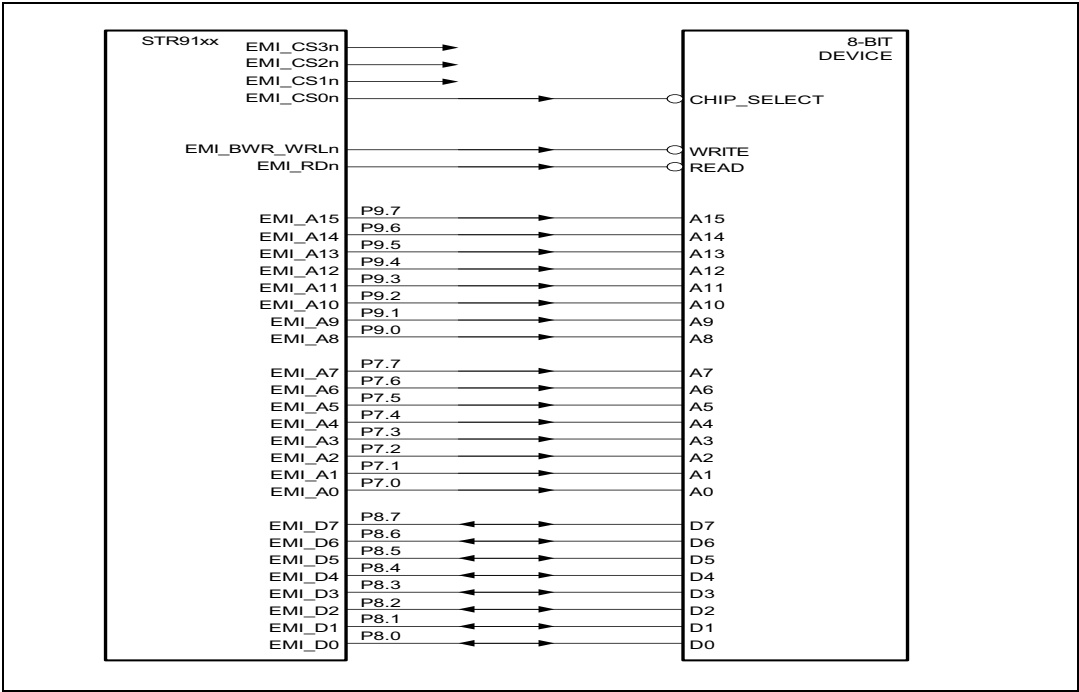 STR91xx
8-BIT
DEVICE
EMI_CS3n
EMI_CS2n
EMI_CS1n
EMI_CS0n CHIP_SELECT
EMI_BWR_WRLn WRITE
EMI_RDn READ
EMI_A15 P9.7 A15
EMI_A14 P9.6 A14
EMI_A13 P9.5 A13
EMI_A12 P9.4 A12
EMI_A11 P9.3 A11
EMI_A10 P9.2 A10
EMI_A9 P9.1 A9
EMI_A8 P9.0 A8
EMI_A7 P7.7 A7
EMI_A6 P7.6 A6
EMI_A5 P7.5 A5
EMI_A4 P7.4 A4
EMI_A3 P7.3 A3
EMI_A2 P7.2 A2
EMI_A1 P7.1 A1
EMI_A0 P7.0 A0
EMI_D7 P8.7 D7
EMI_D6 P8.6 D6
EMI_D5 P8.5 D5
EMI_D4 P8.4 D4
EMI_D3 P8.3 D3
EMI_D2 P8.2 D2
EMI_D1 P8.1 D1
EMI_D0 P8.0 D0